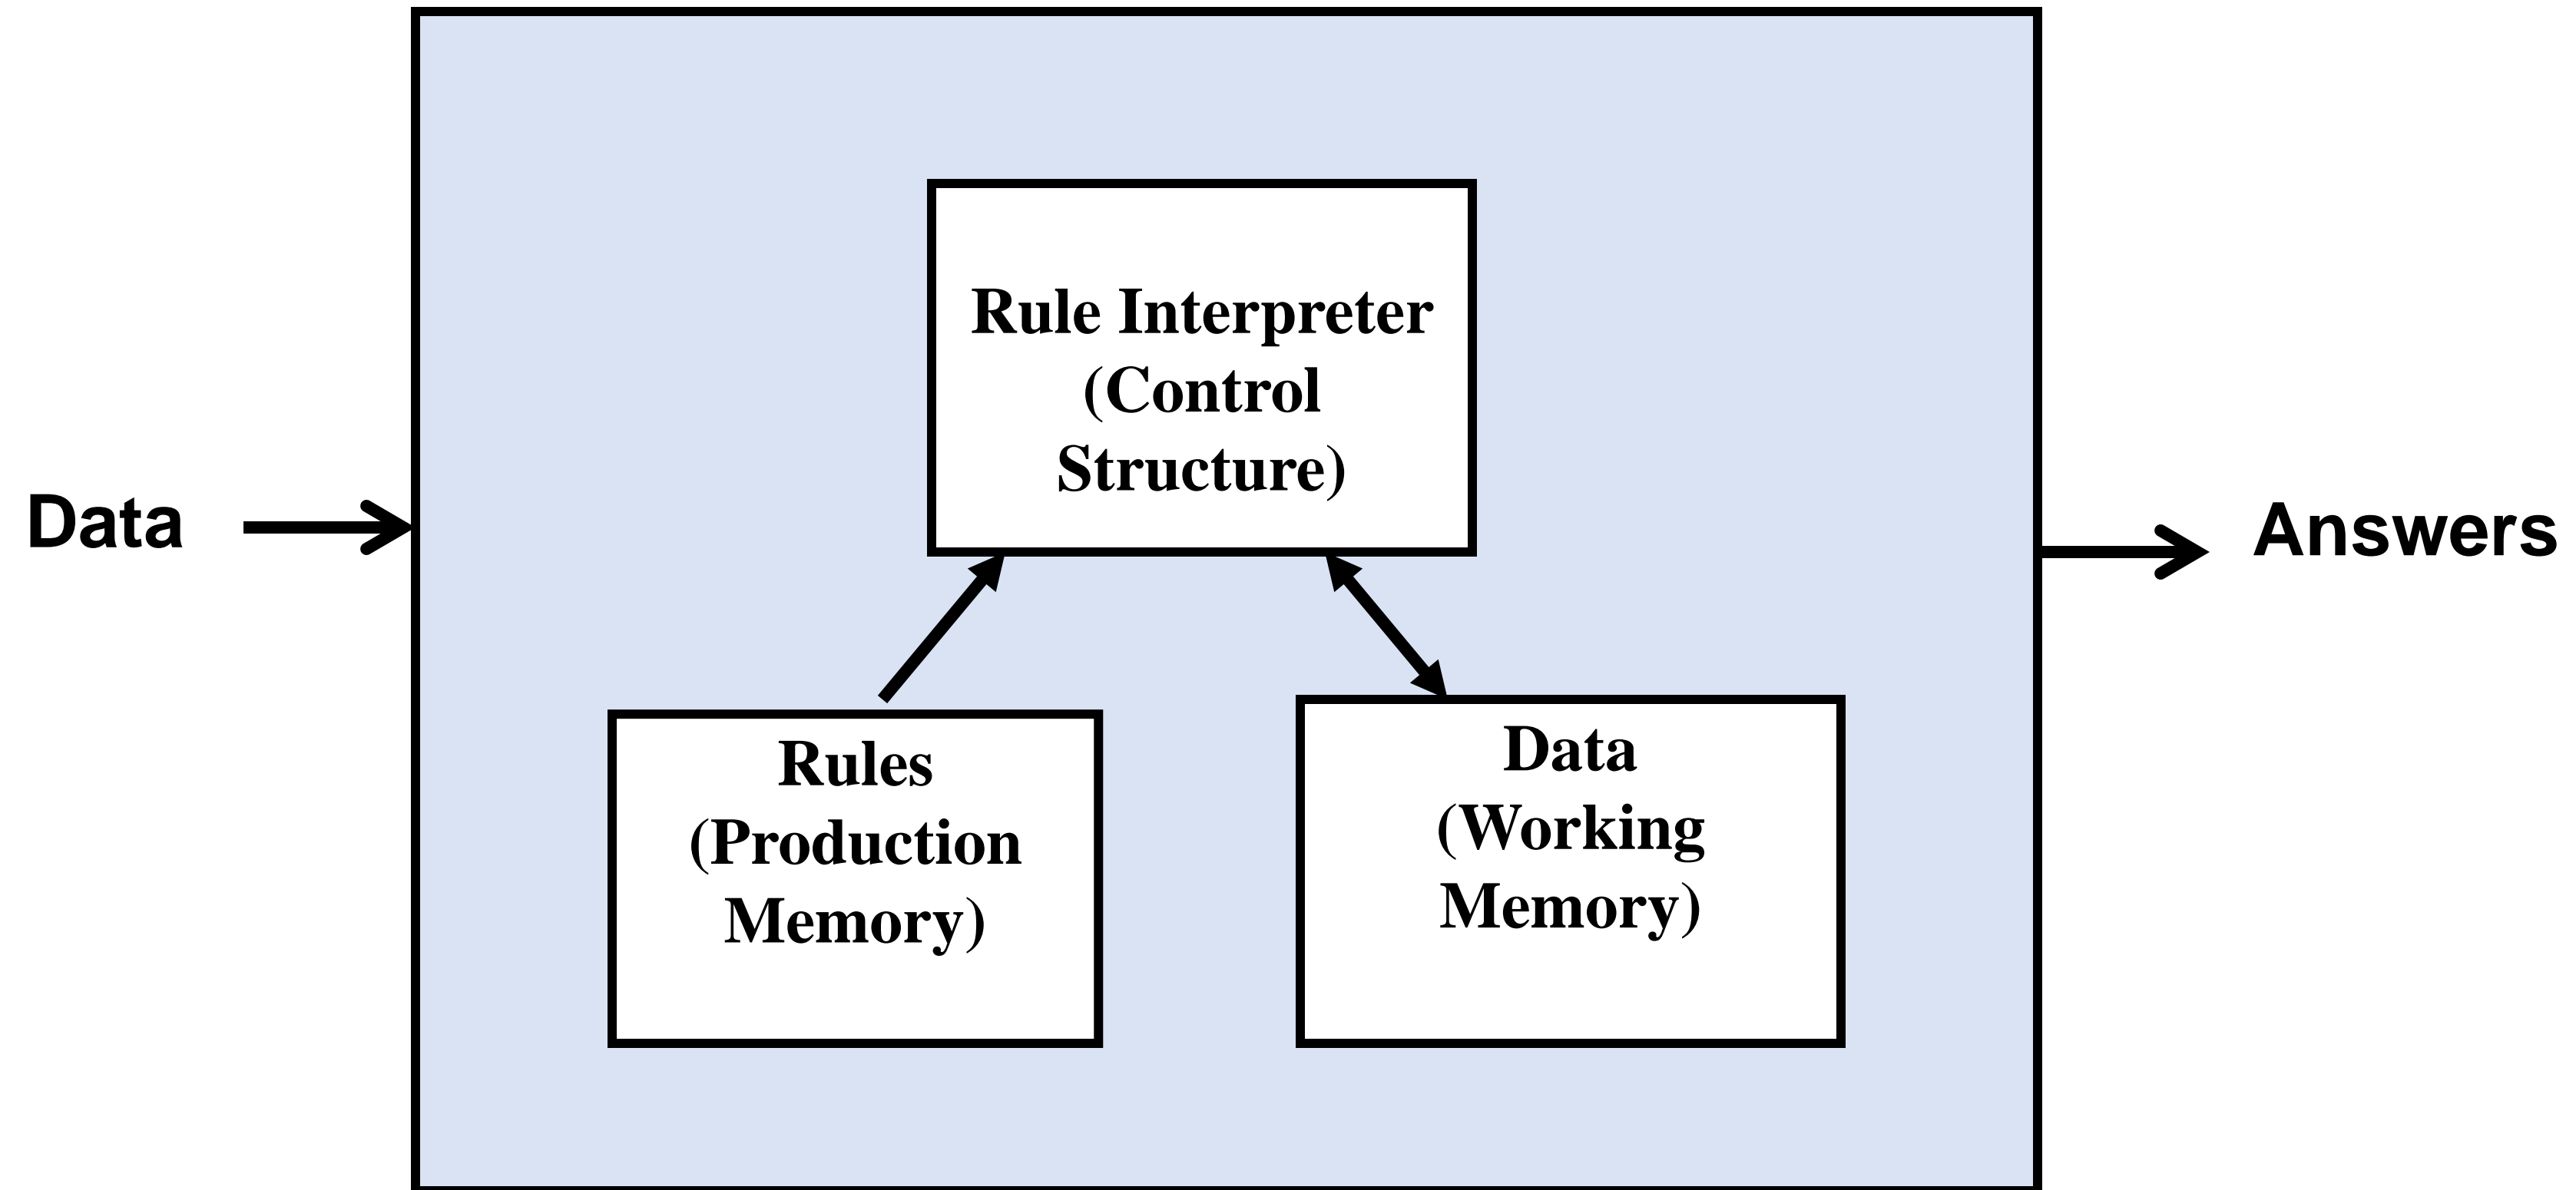 Rule Interpreter
(Control
Structure)
Data
Answers
Rules
(Production
Memory)
Data
(Working
Memory)